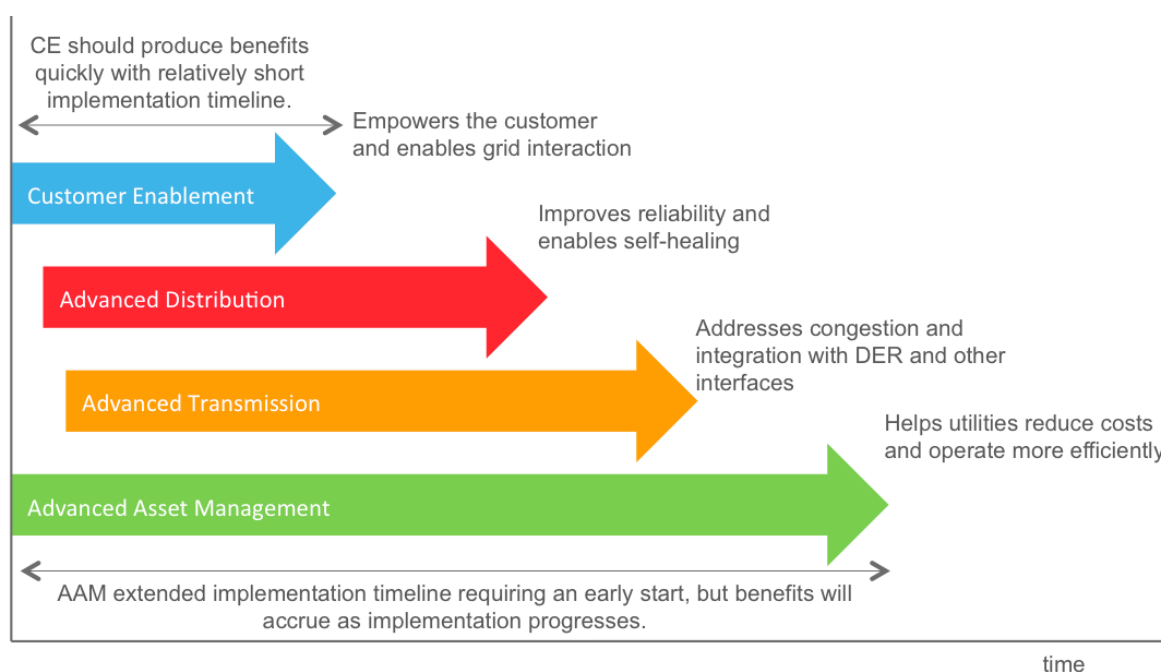 CE should produce benefits
quickly with relatively short
implementation timeline.
Empowers the customer
and enables grid interaction
Customer Enablement
Improves reliability and
enables self-healing
Advanced Distribution
Addresses congestion and
integration with DER and other
interfaces
Advanced Transmission
Helps utilities reduce costs
and operate more efficiently
Advanced Asset Management
AAM extended implementation timeline requiring an early start, but benefits will
accrue as implementation progresses.
time